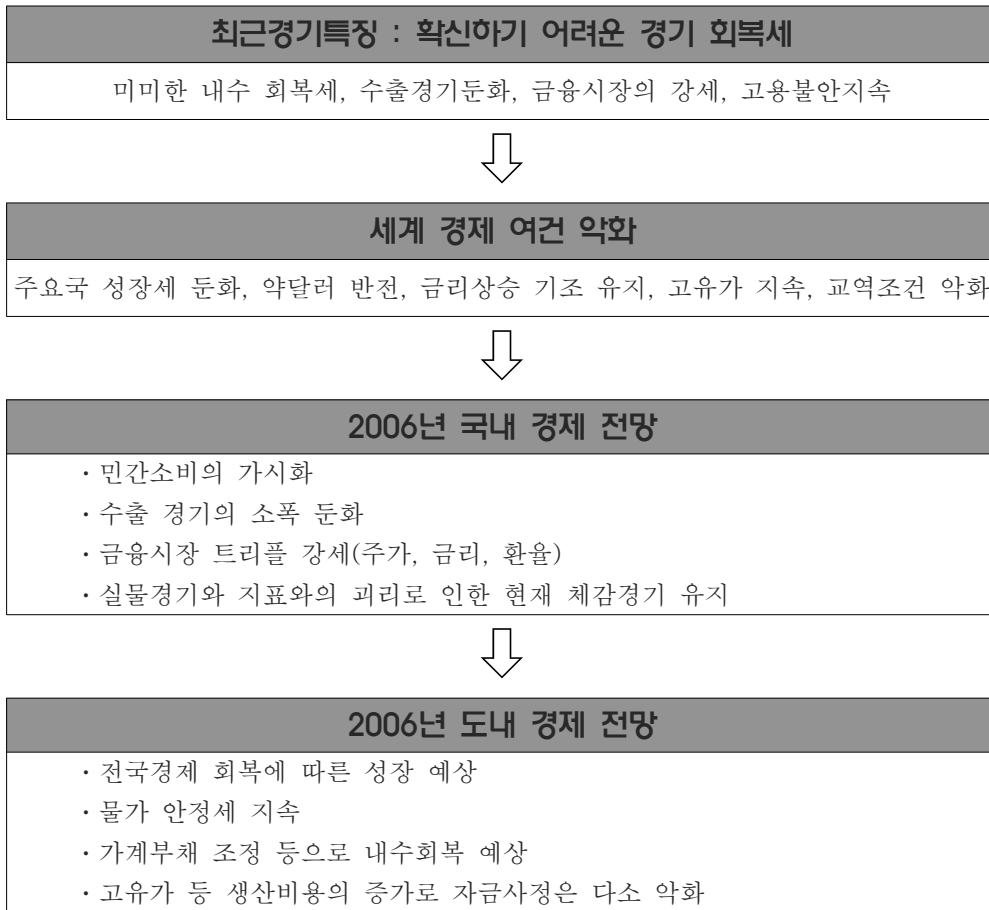 최근경기특징 : 확신하기 어려운 경기 회복세
미미한 내수 회복세, 수출경기둔화, 금융시장의 강세, 고용불안지속
세계 경제 여건 악화
주요국 성장세 둔화, 약달러 반전, 금리상승 기조 유지, 고유가 지속, 교역조건 악화
2006년 국내 경제 전망
· 민간소비의 가시화
· 수출 경기의 소폭 둔화
· 금융시장 트리플 강세(주가, 금리, 환율)
· 실물경기와 지표와의 괴리로 인한 현재 체감경기 유지
2006년 도내 경제 전망
· 전국경제 회복에 따른 성장 예상
· 물가 안정세 지속
· 가계부채 조정 등으로 내수회복 예상
· 고유가 등 생산비용의 증가로 자금사정은 다소 악화